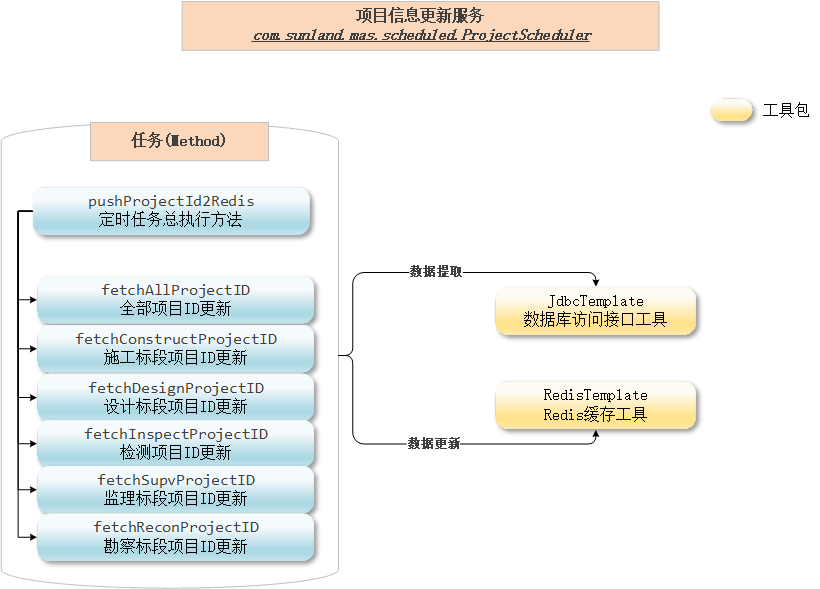 项目信息更新服务
com.sunland.mas.scheduled.ProjectScheduler
工具包
任务(Method)
pushProjectId2Redis
定时任务总执行方法
fetchAllProjectID
全部项目ID更新
fetchConstructProjectID
施工标段项目ID更新
fetchDesignProjectID
设计标段项目ID更新
fetchInspectProjectID
检测项目ID更新
fetchSupvProjectID
监理标段项目ID更新
fetchReconProjectID
勘察标段项目ID更新
数据提取
JdbcTemplate
数据库访问接口工具
RedisTemplate
Redis缓存工具
数据更新